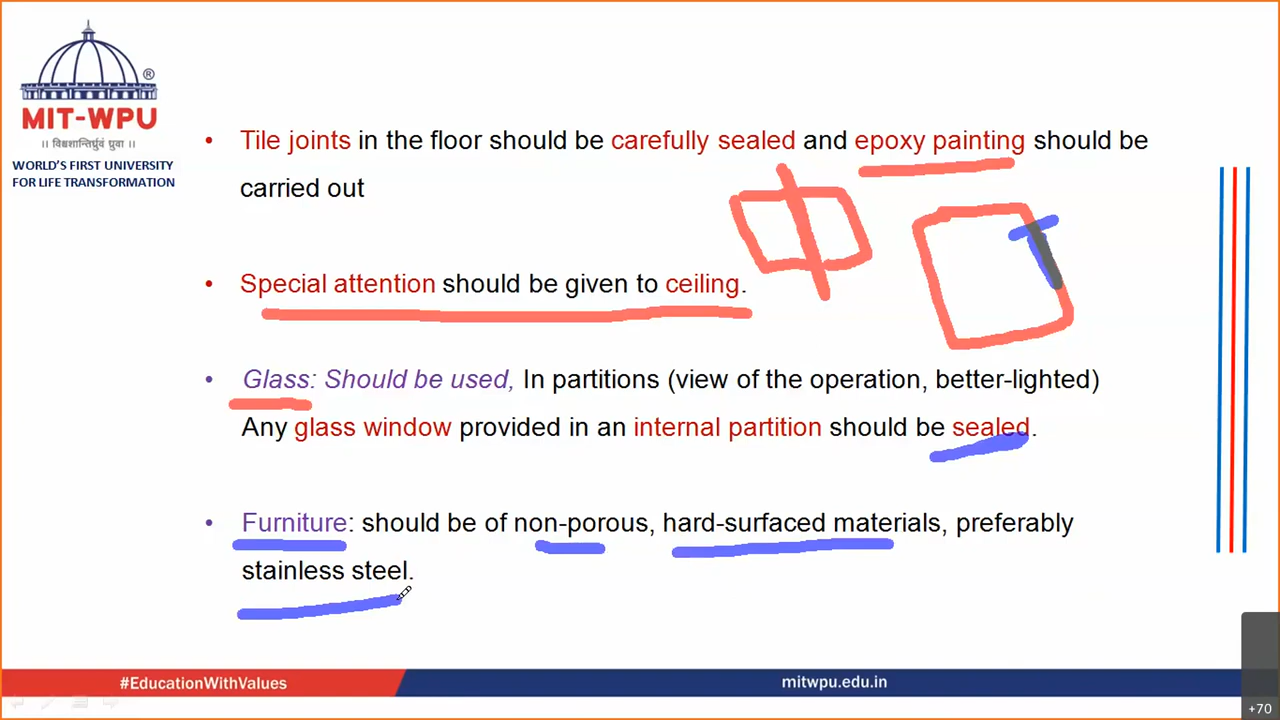 ®
MIT-WPU
॥ विश्वशान्तिर्ध्रुवं ध्रुवा ॥
WORLD'S FIRST UNIVERSITY
FOR LIFE TRANSFORMATION
• Tile joints in the floor should be carefully sealed and epoxy painting should be
carried out
• Special attention should be given to ceiling.
• Glass: Should be used, In partitions (view of the operation, better-lighted)
Any glass window provided in an internal partition should be sealed.
• Furniture: should be of non-porous, hard-surfaced materials, preferably
stainless steel.
#EducationWithValues
mitwpu.edu.in
+70